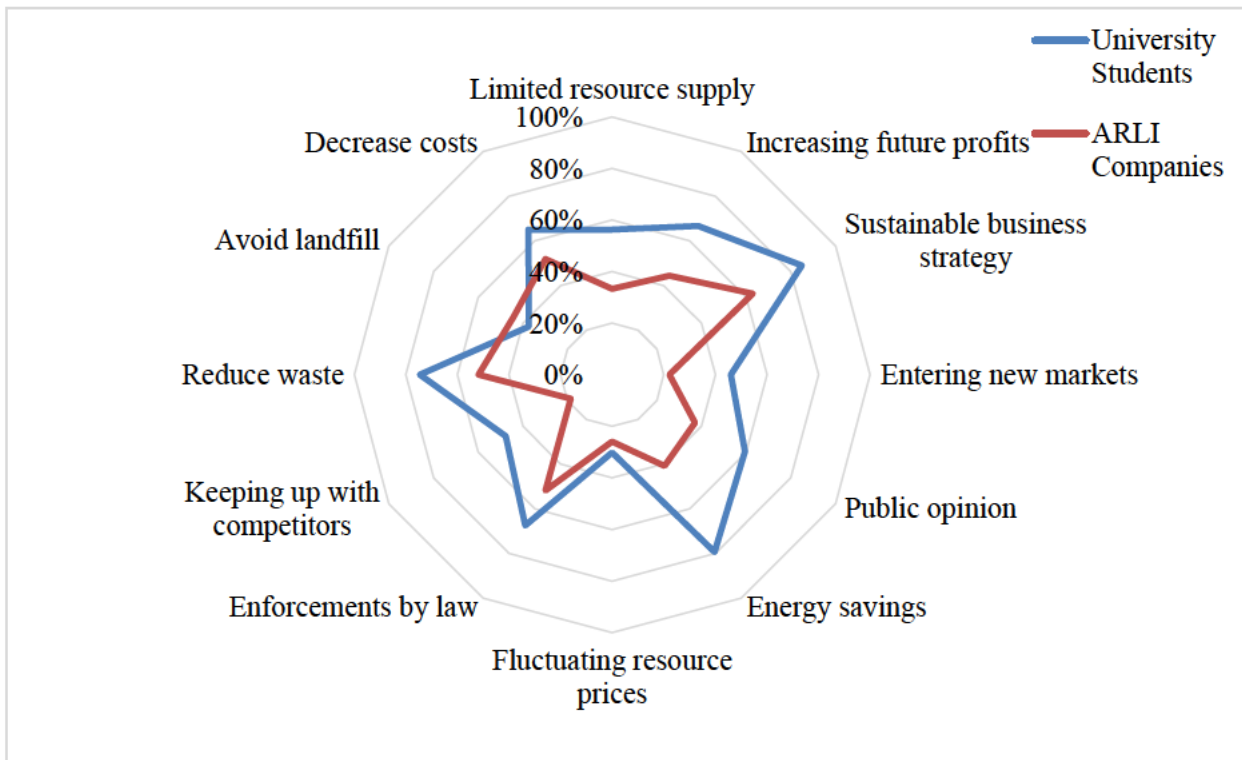 University
Students
ARLI
Companies
Limited resource supply
Increasing future profits
Sustainable business
strategy
Entering new markets
Public opinion
Energy savings
Fluctuating resource
prices
Enforcements by law
Keeping up with
competitors
Reduce waste
Avoid landfill
Decrease costs
100%
80%
60%
40%
20%
0%